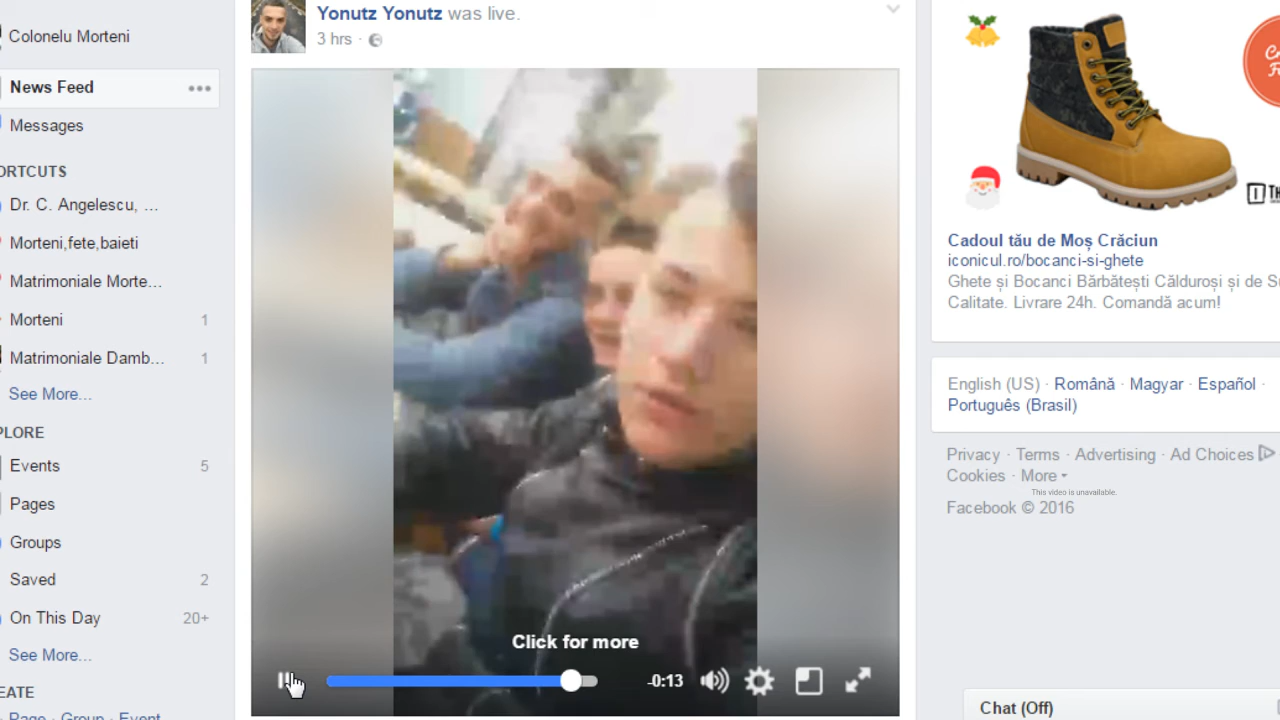 Colonelu Morteni
News Feed
Messages
ORTCUTS
Dr. C. Angelescu, ...
Morteni,fete,baieti
Matrimoniale Morte...
Morteni 1
Matrimoniale Damb... 1
See More...
PLORE
Events 5
Pages
Groups
Saved 2
On This Day 20+
See More...
EATE
Page · Group · Event
Yonutz Yonutz was live.
3 hrs ·
Click for more
-0:13
Cadoul tău de Moș Crăciun
iconicul.ro/bocanci-si-ghete
Ghete și Bocanci Bărbătești Călduroși și de Su
Calitate. Livrare 24h. Comandă acum!
English (US) · Română · Magyar · Español ·
Português (Brasil)
Privacy · Terms · Advertising · Ad Choices
Cookies · More
This video is unavailable.
Facebook © 2016
Chat (Off)